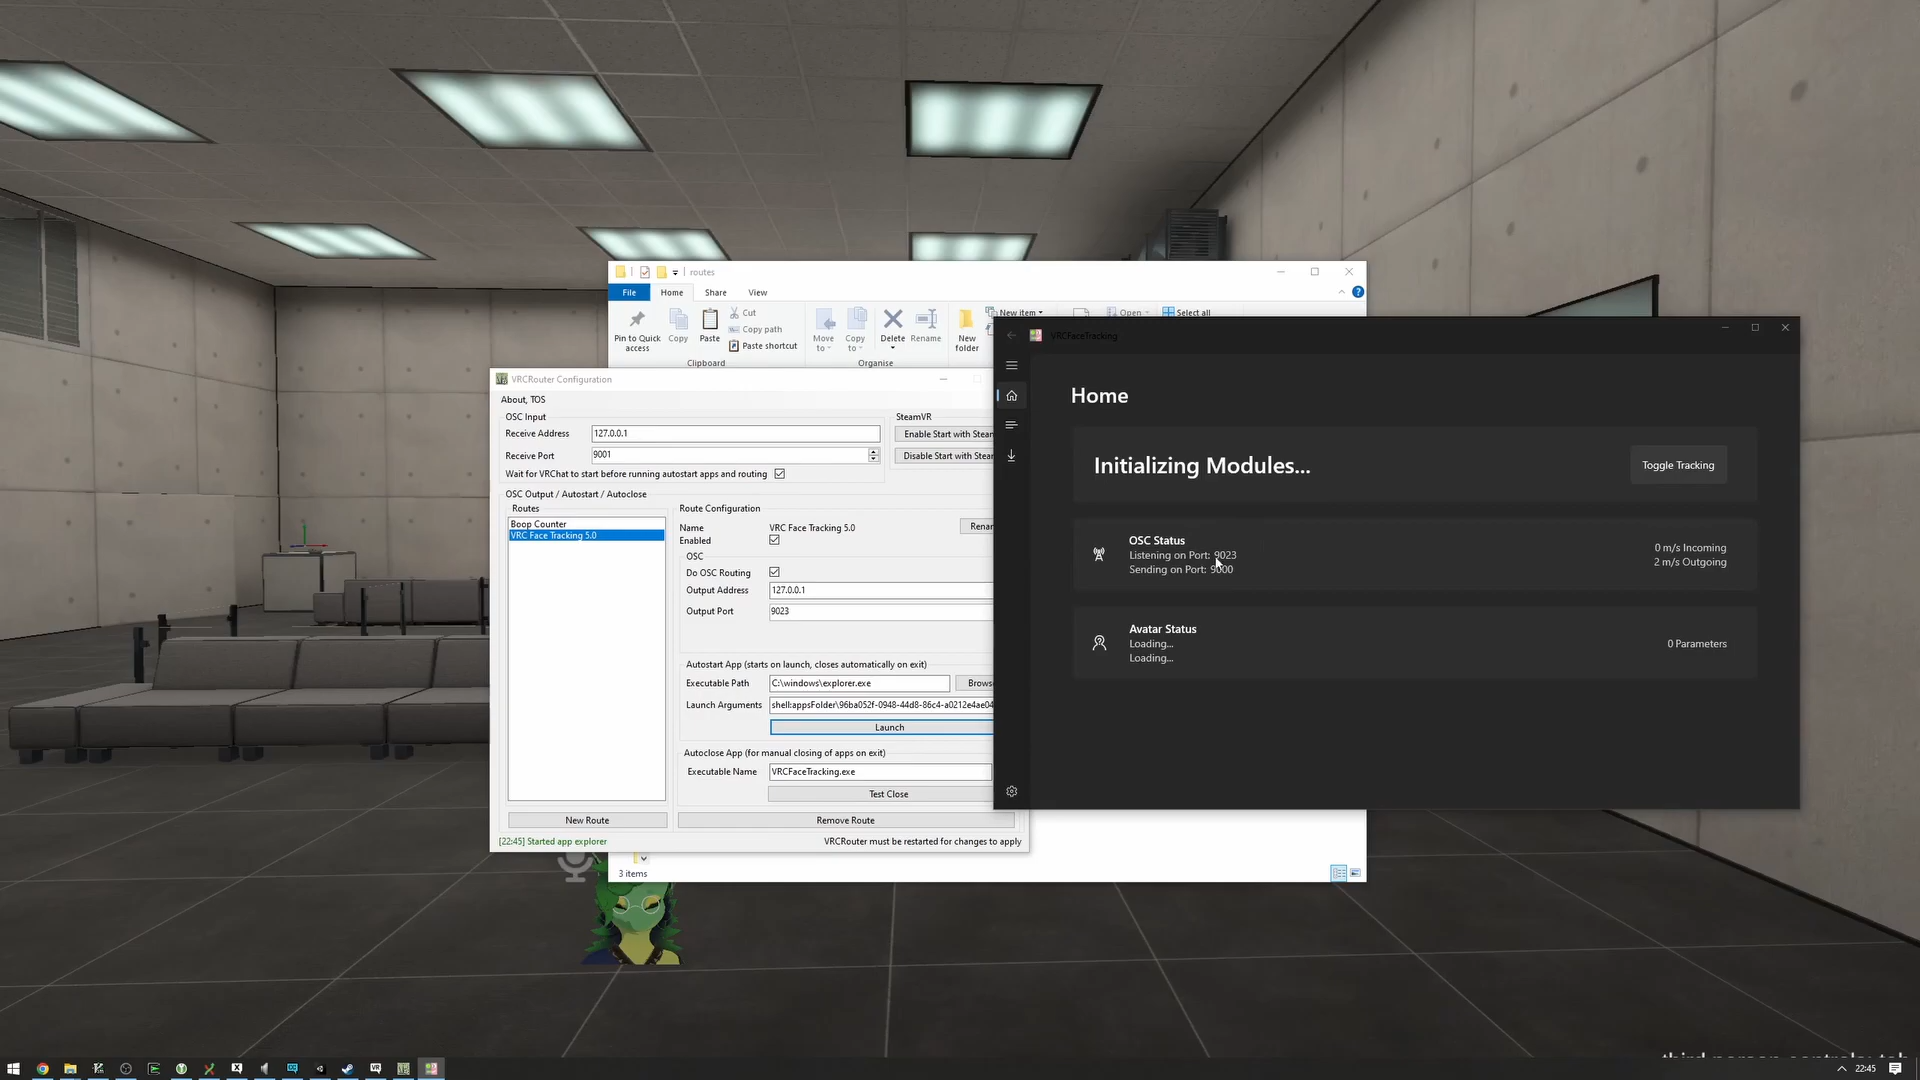 routes
File
Home
Share
View
Pin to Quick access
Copy
Paste
Cut
Copy path
Paste shortcut
Clipboard
Move to
Copy to
Delete
Rename
New folder
Organise
New item
Open
Select all
3 items
VRCRouter Configuration
About, TOS
OSC Input
Receive Address 127.0.0.1
Receive Port 9001
Wait for VRChat to start before running autostart apps and routing
SteamVR
Enable Start with Steam
Disable Start with Steam
OSC Output / Autostart / Autoclose
Routes
Boop Counter
VRC Face Tracking 5.0
New Route
Route Configuration
Name VRC Face Tracking 5.0
Enabled
OSC
Do OSC Routing
Output Address 127.0.0.1
Output Port 9023
Autostart App (starts on launch, closes automatically on exit)
Executable Path C:\windows\explorer.exe
Launch Arguments shell:appsFolder\96ba052f-0948-44d8-86c4-a0212e4ae04
Launch
Autoclose App (for manual closing of apps on exit)
Executable Name VRCFaceTracking.exe
Test Close
Remove Route
[22:45] Started app explorer
VRCRouter must be restarted for changes to apply
VRCFaceTracking
Home
Initializing Modules...
Toggle Tracking
OSC Status
Listening on Port: 9023
Sending on Port: 9000
0 m/s Incoming
2 m/s Outgoing
Avatar Status
Loading...
Loading...
0 Parameters
22:45